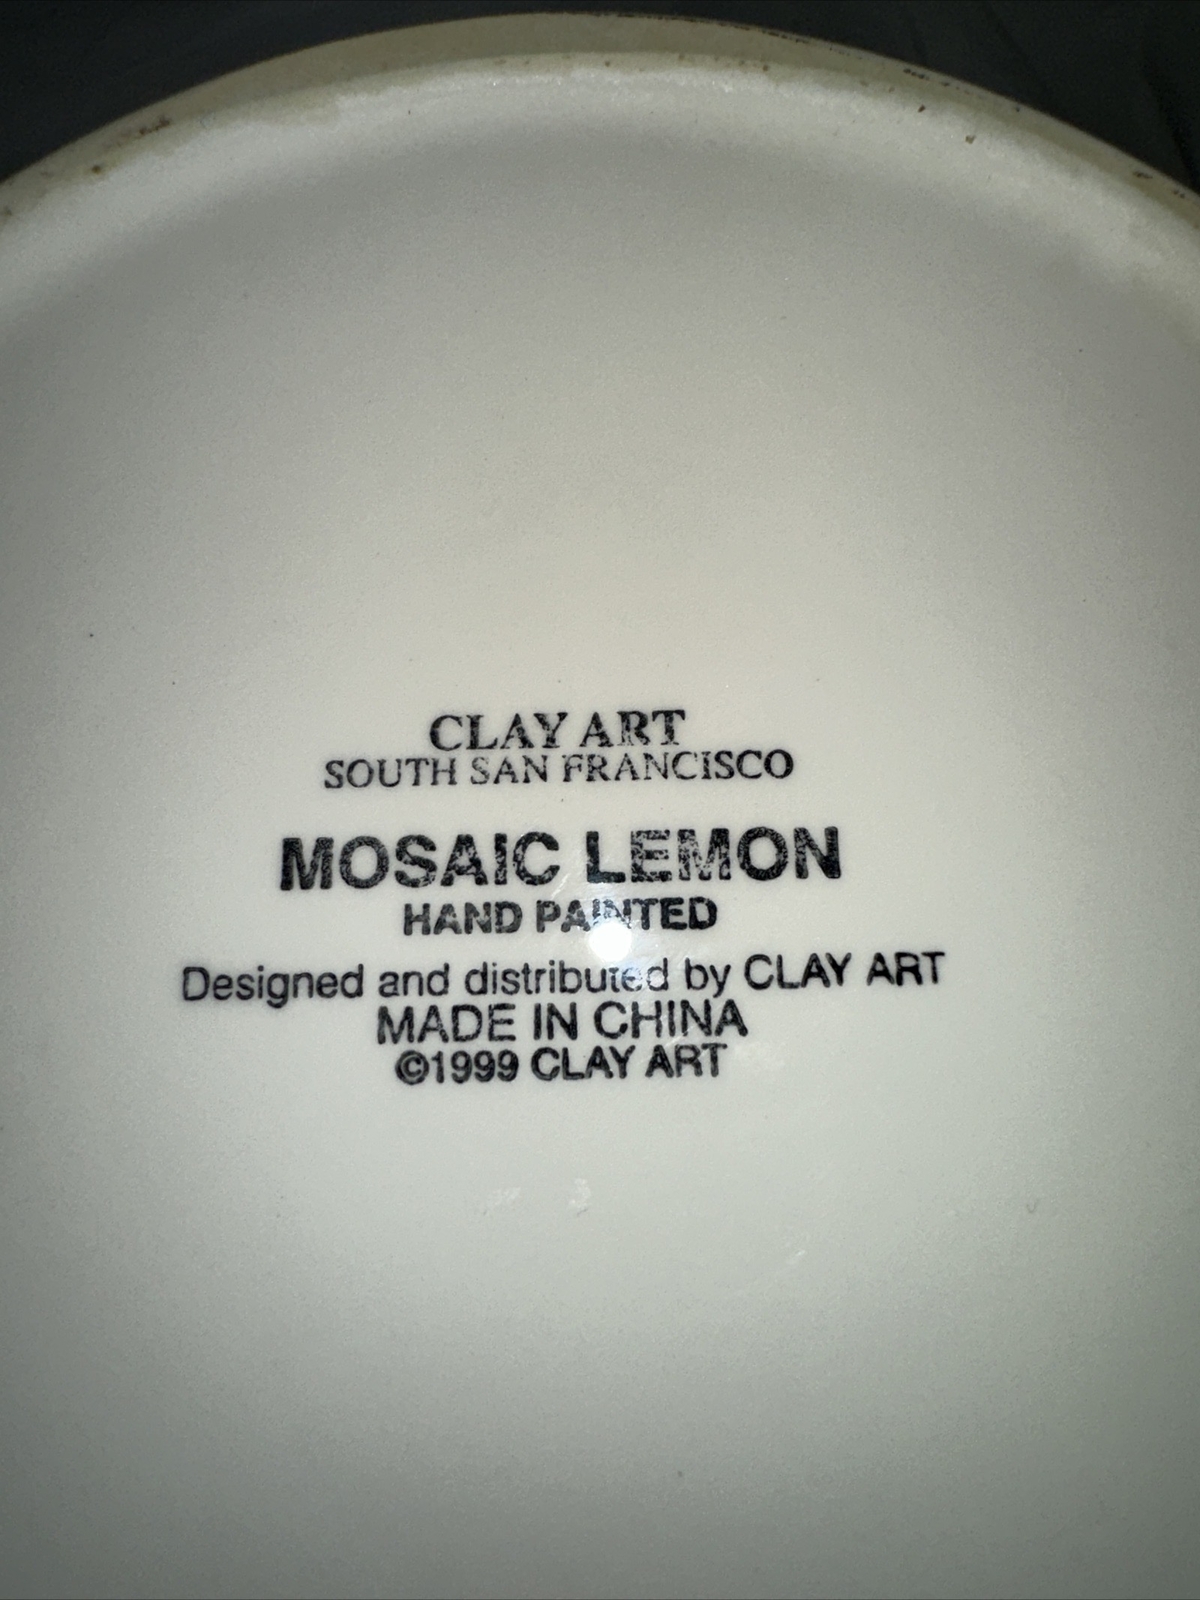 CLAY ART
SOUTH SAN FRANCISCO
MOSAIC LEMON
HAND PAINTED
Designed and distributed by CLAY ART
MADE IN CHINA
©1999 CLAY ART